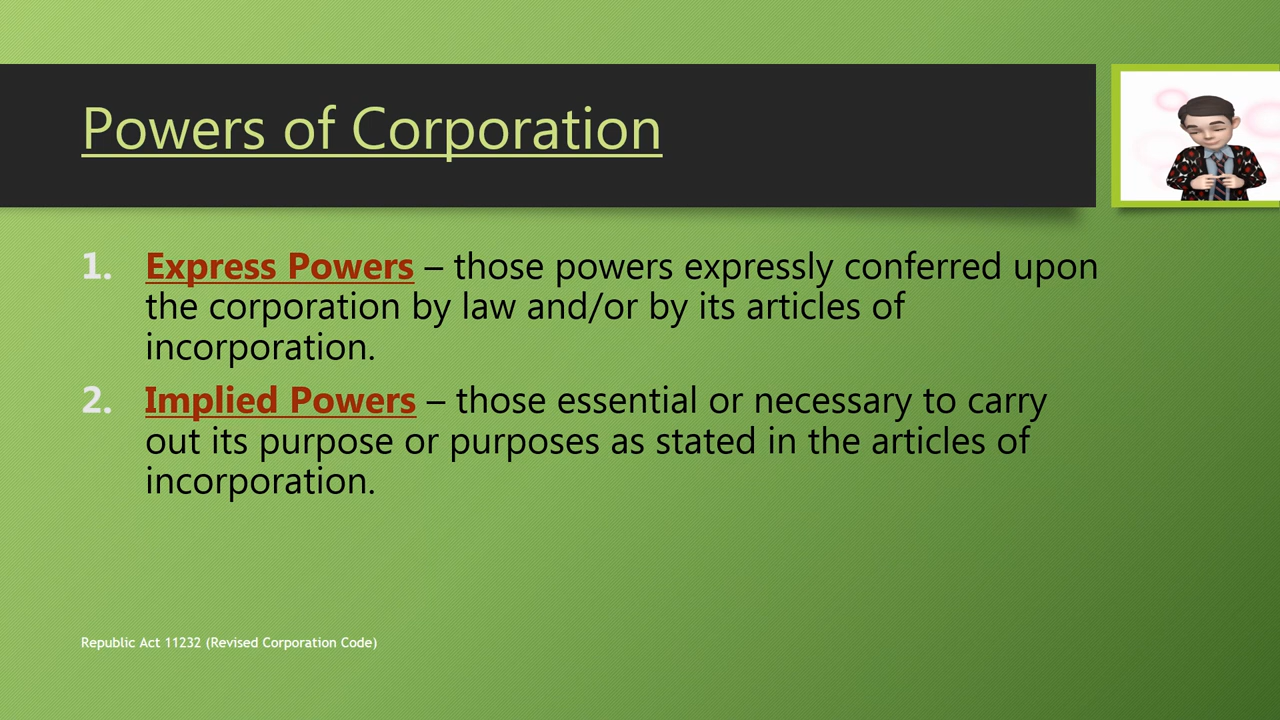 Powers of Corporation
1. Express Powers – those powers expressly conferred upon
the corporation by law and/or by its articles of
incorporation.
2. Implied Powers – those essential or necessary to carry
out its purpose or purposes as stated in the articles of
incorporation.
Republic Act 11232 (Revised Corporation Code)